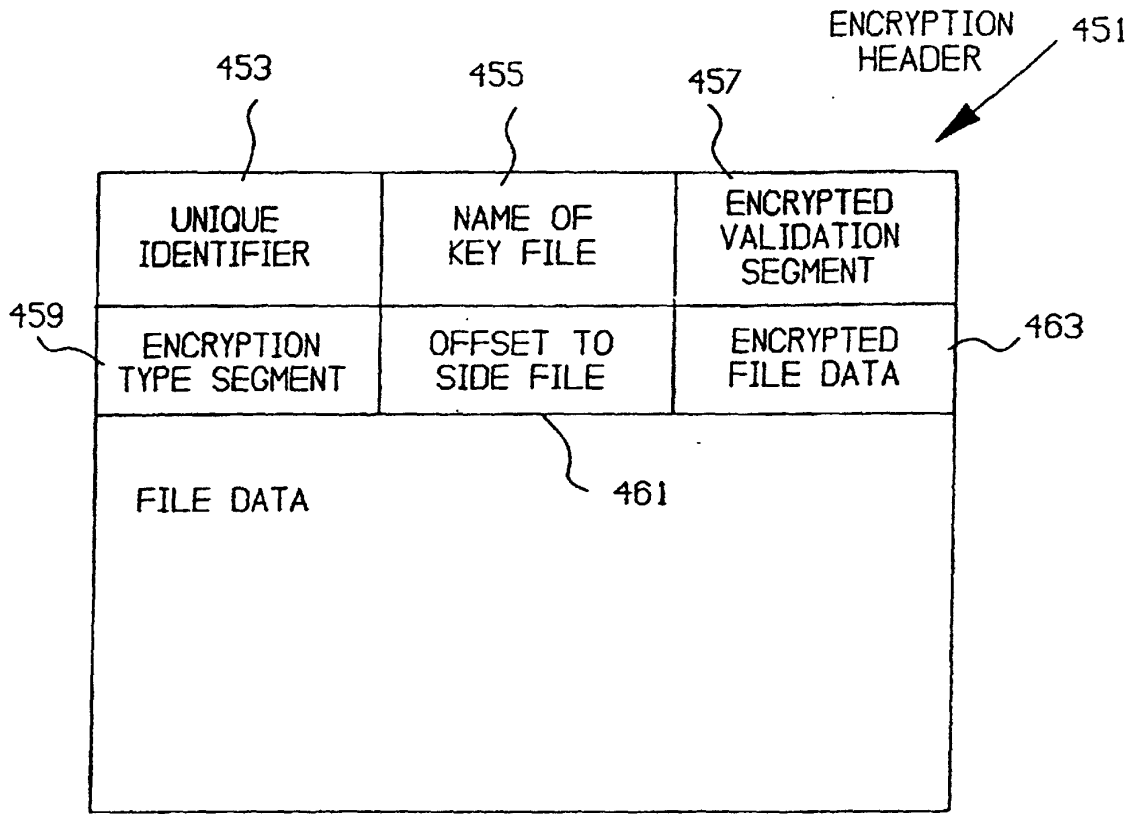 ENCRYPTION
HEADER
451
453
455
457
UNIQUE
IDENTIFIER
NAME OF
KEY FILE
ENCRYPTED
VALIDATION
SEGMENT
459
ENCRYPTION
TYPE SEGMENT
OFFSET TO
SIDE FILE
ENCRYPTED
FILE DATA
463
461
FILE DATA